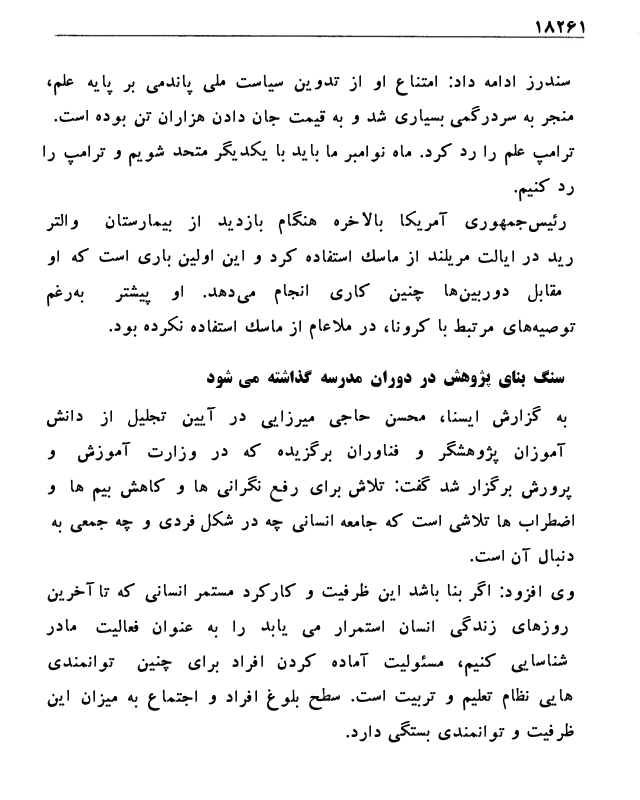 ۱۸۲۶۱
سندرز ادامه داد: امتناع او از تدوین سیاست ملی پاندمی بر پایه علم،
منجر به سردرگمی بسیاری شد و به قیمت جان دادن هزاران تن بوده است.
ترامپ علم را رد کرد. ماه نوامبر ما باید با یکدیگر متحد شویم و ترامپ را
رد کنیم.
رئیس‌جمهوری آمریکا بالاخره هنگام بازدید از بیمارستان والتر
رید در ایالت مریلند از ماسك استفاده کرد و این اولین باری است که او
مقابل دوربین‌ها چنین کاری انجام می‌دهد. او پیشتر به‌رغم
توصیه‌های مرتبط با کرونا، در ملاعام از ماسك استفاده نکرده بود.
سنگ بنای پژوهش در دوران مدرسه گذاشته می شود
به گزارش ایسنا، محسن حاجی میرزایی در آیین تجلیل از دانش
آموزان پژوهشگر و فناوران برگزیده که در وزارت آموزش و
پرورش برگزار شد گفت: تلاش برای رفع نگرانی ها و کاهش بیم ها و
اضطراب ها تلاشی است که جامعه انسانی چه در شکل فردی و چه جمعی به
دنبال آن است.
وی افزود: اگر بنا باشد این ظرفیت و کارکرد مستمر انسانی که تا آخرین
روزهای زندگی انسان استمرار می یابد را به عنوان فعالیت مادر
شناسایی کنیم، مسئولیت آماده کردن افراد برای چنین توانمندی
هایی نظام تعلیم و تربیت است. سطح بلوغ افراد و اجتماع به میزان این
ظرفیت و توانمندی بستگی دارد.